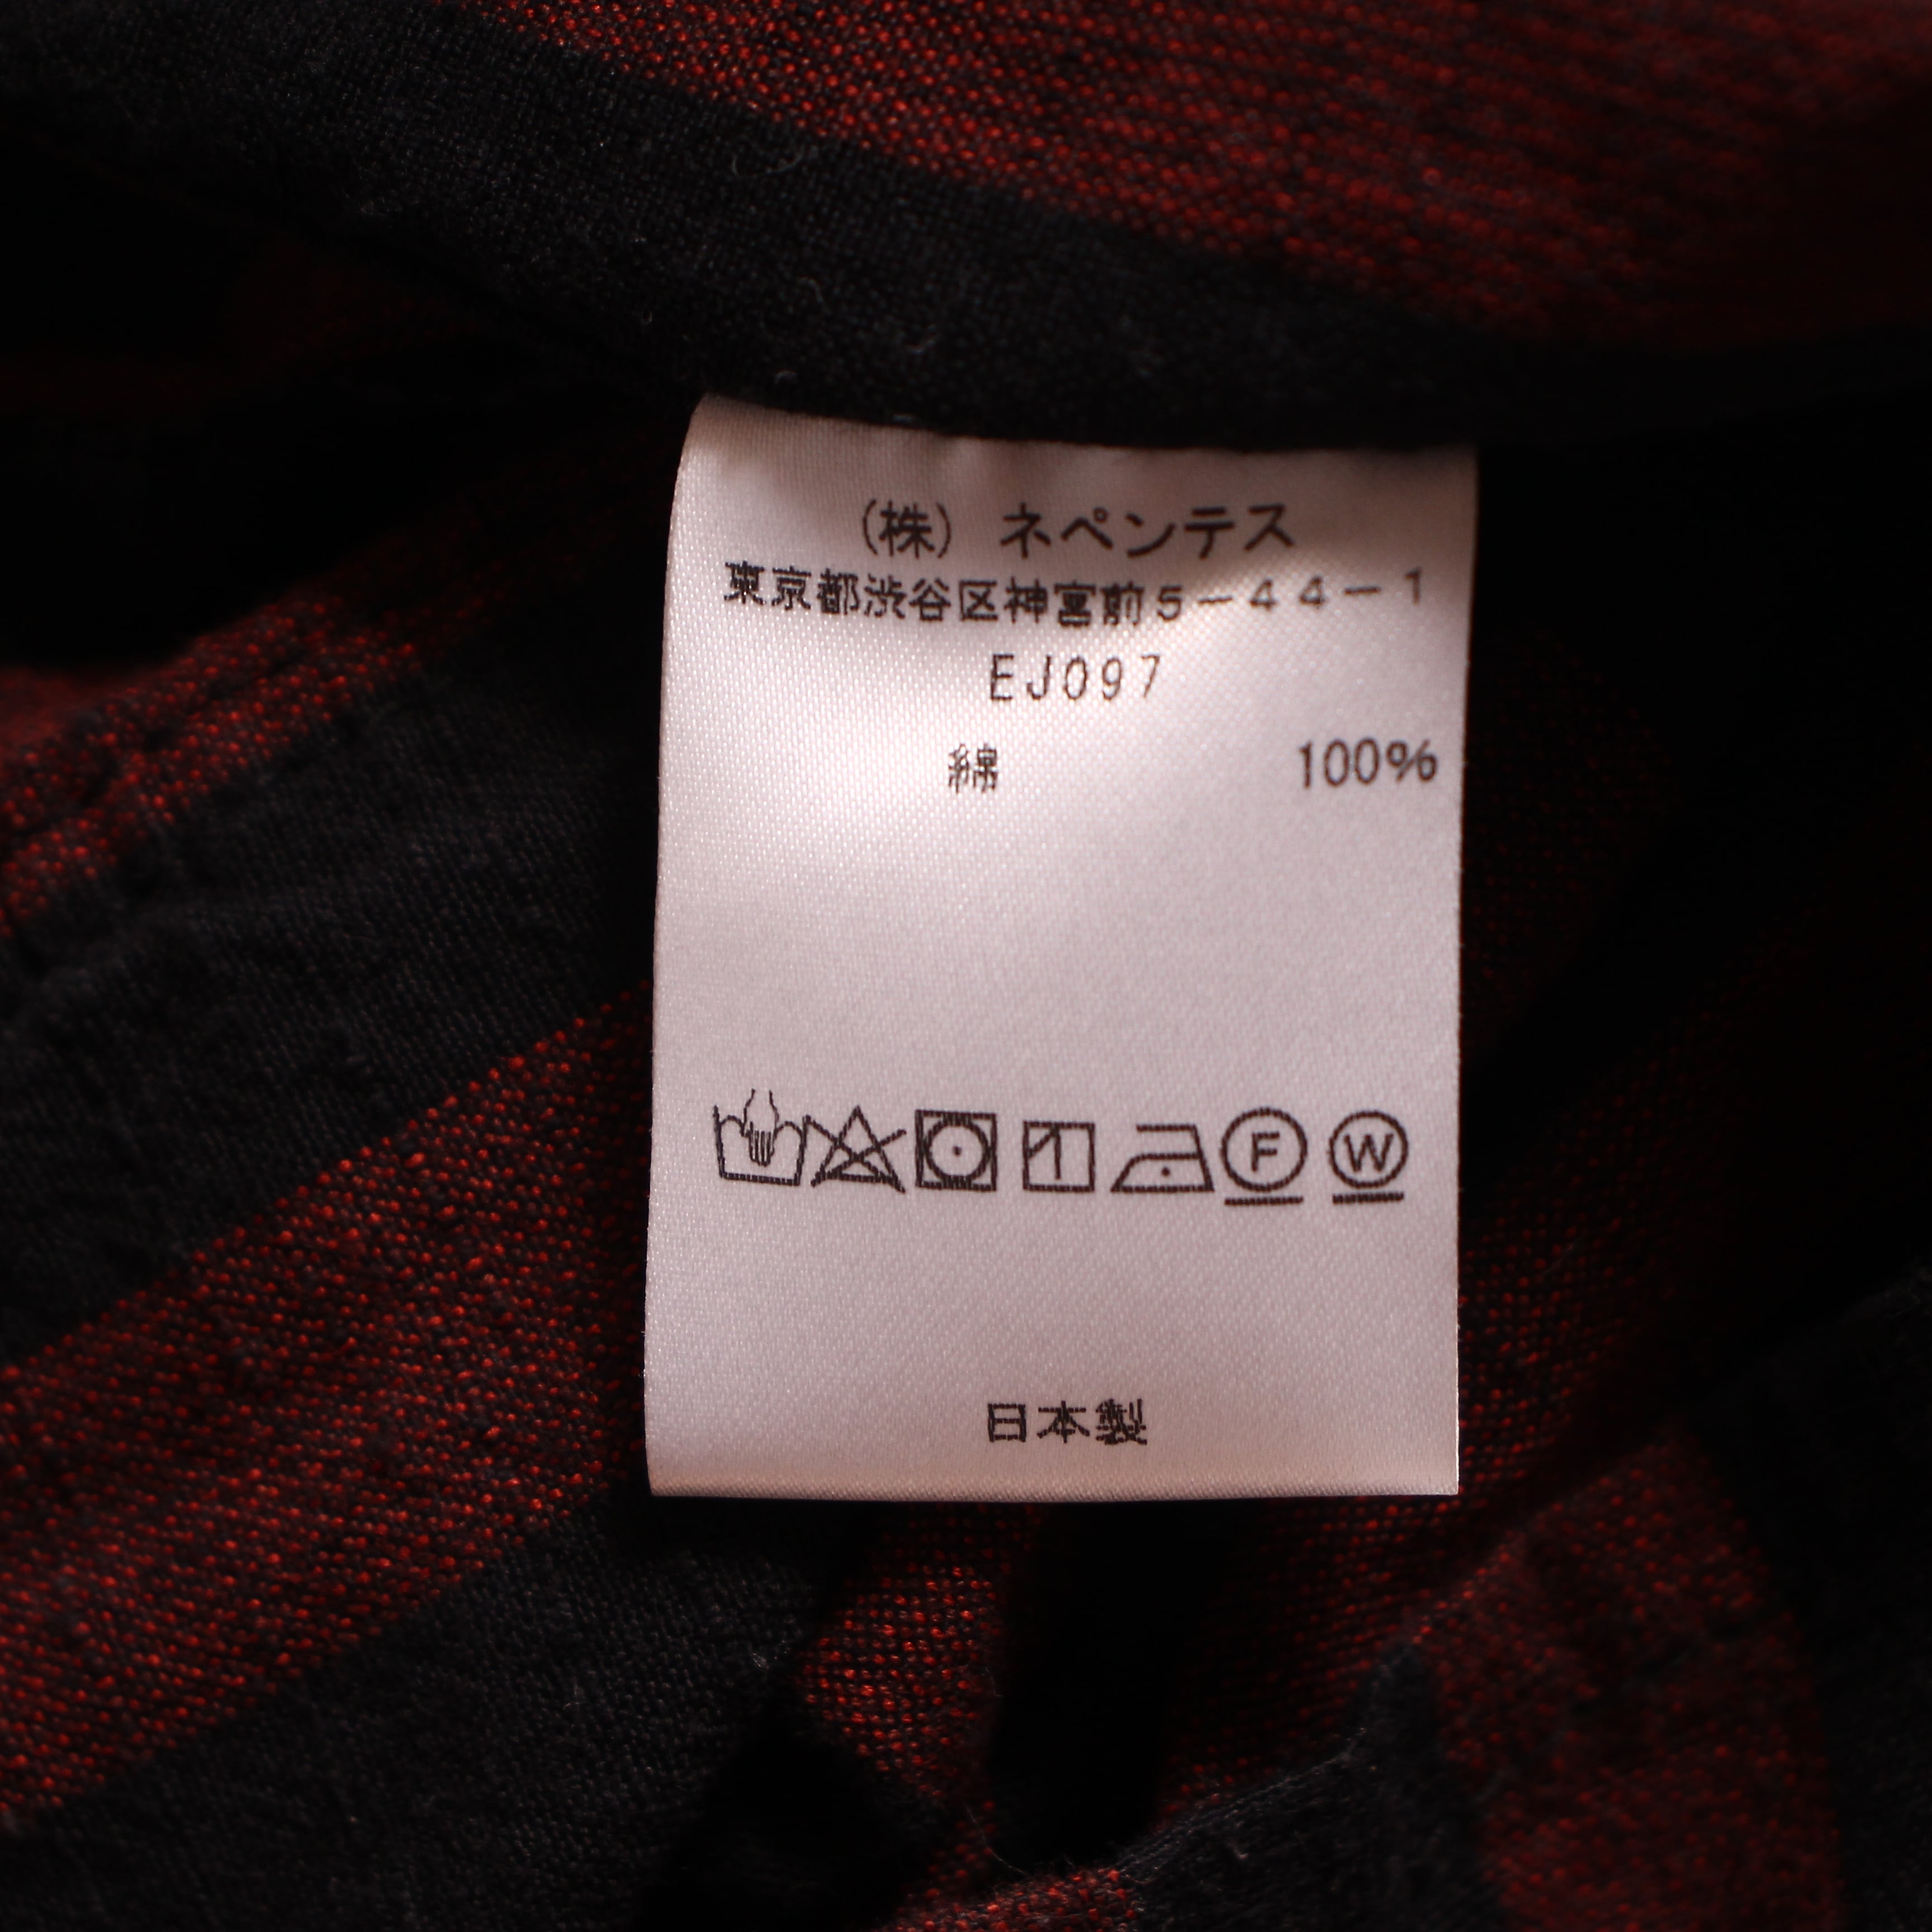 (株) ネペンテス
東京都渋谷区神宮前5-44-1
EJ097
綿 100%
F W
日本製